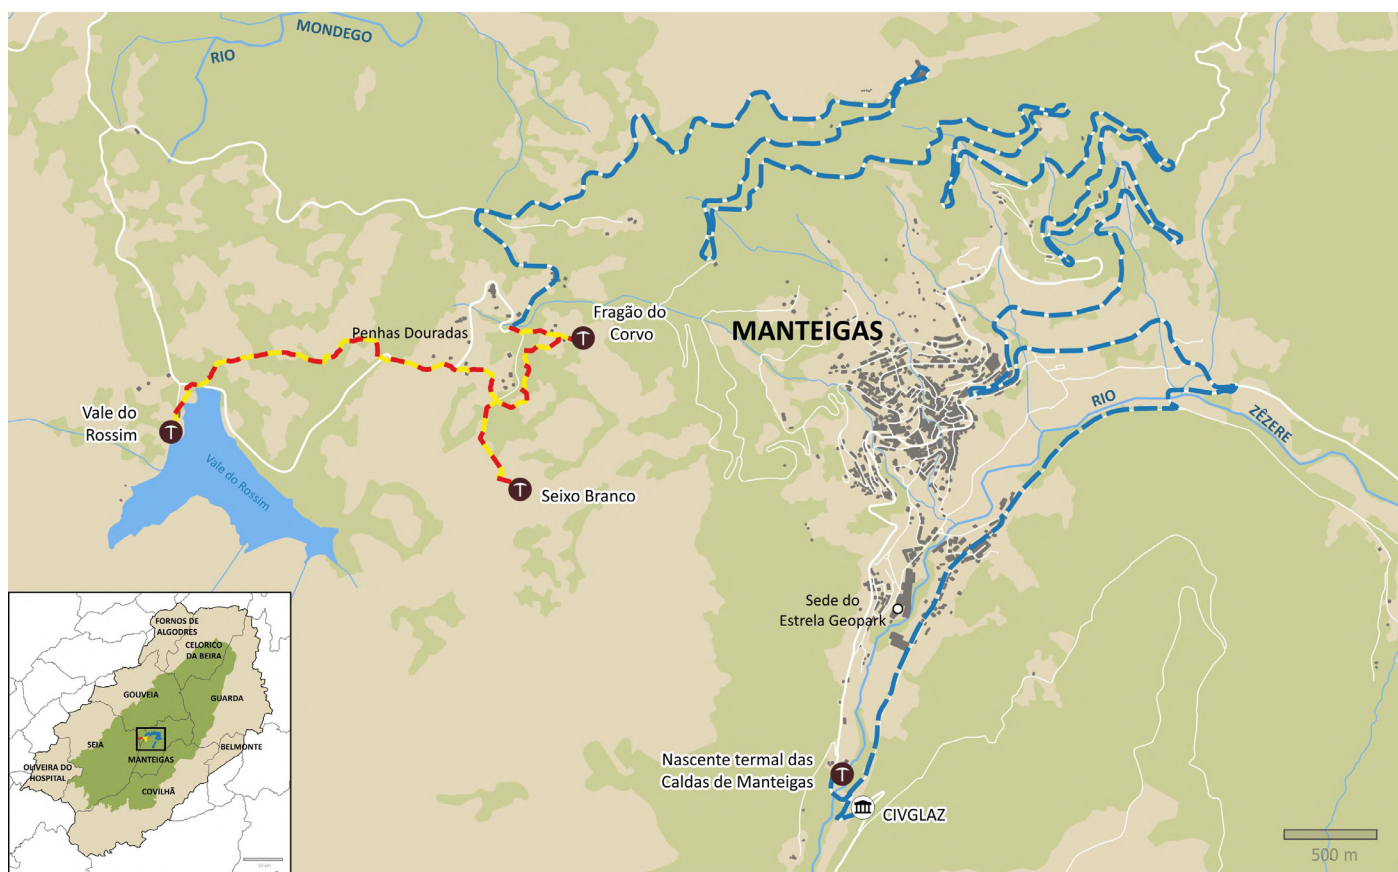 MONDEGO
RIO
Fragão do
Corvo
Penhas Douradas
MANTEIGAS
Vale do
Rossim
Vale do Rossim
Seixo Branco
RIO
ZÊZERE
Sede do
Estrela Geopark
Nascente termal das
Caldas de Manteigas
CIVGLAZ
500 m
FORNOS DE
ALGODRES
CELORICO
DA BEIRA
GOUVEIA
GUARDA
SEIA
BELMONTE
MANTEIGAS
OLIVEIRA DO
HOSPITAL
COVILHÃ
10 km